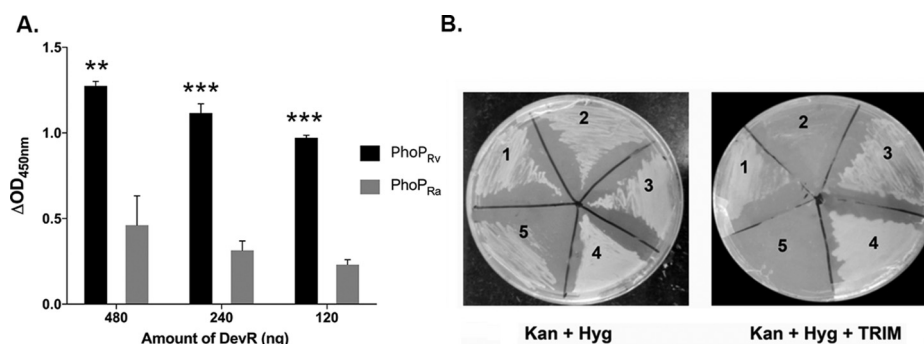 A.
B.
1.5
1.0
0.5
0.0
ΔOD450nm
**
***
***
480
240
120
Amount of DevR (ng)
PhoPRv
PhoPRa
1
2
3
4
5
Kan + Hyg
1
2
3
4
5
Kan + Hyg + TRIM